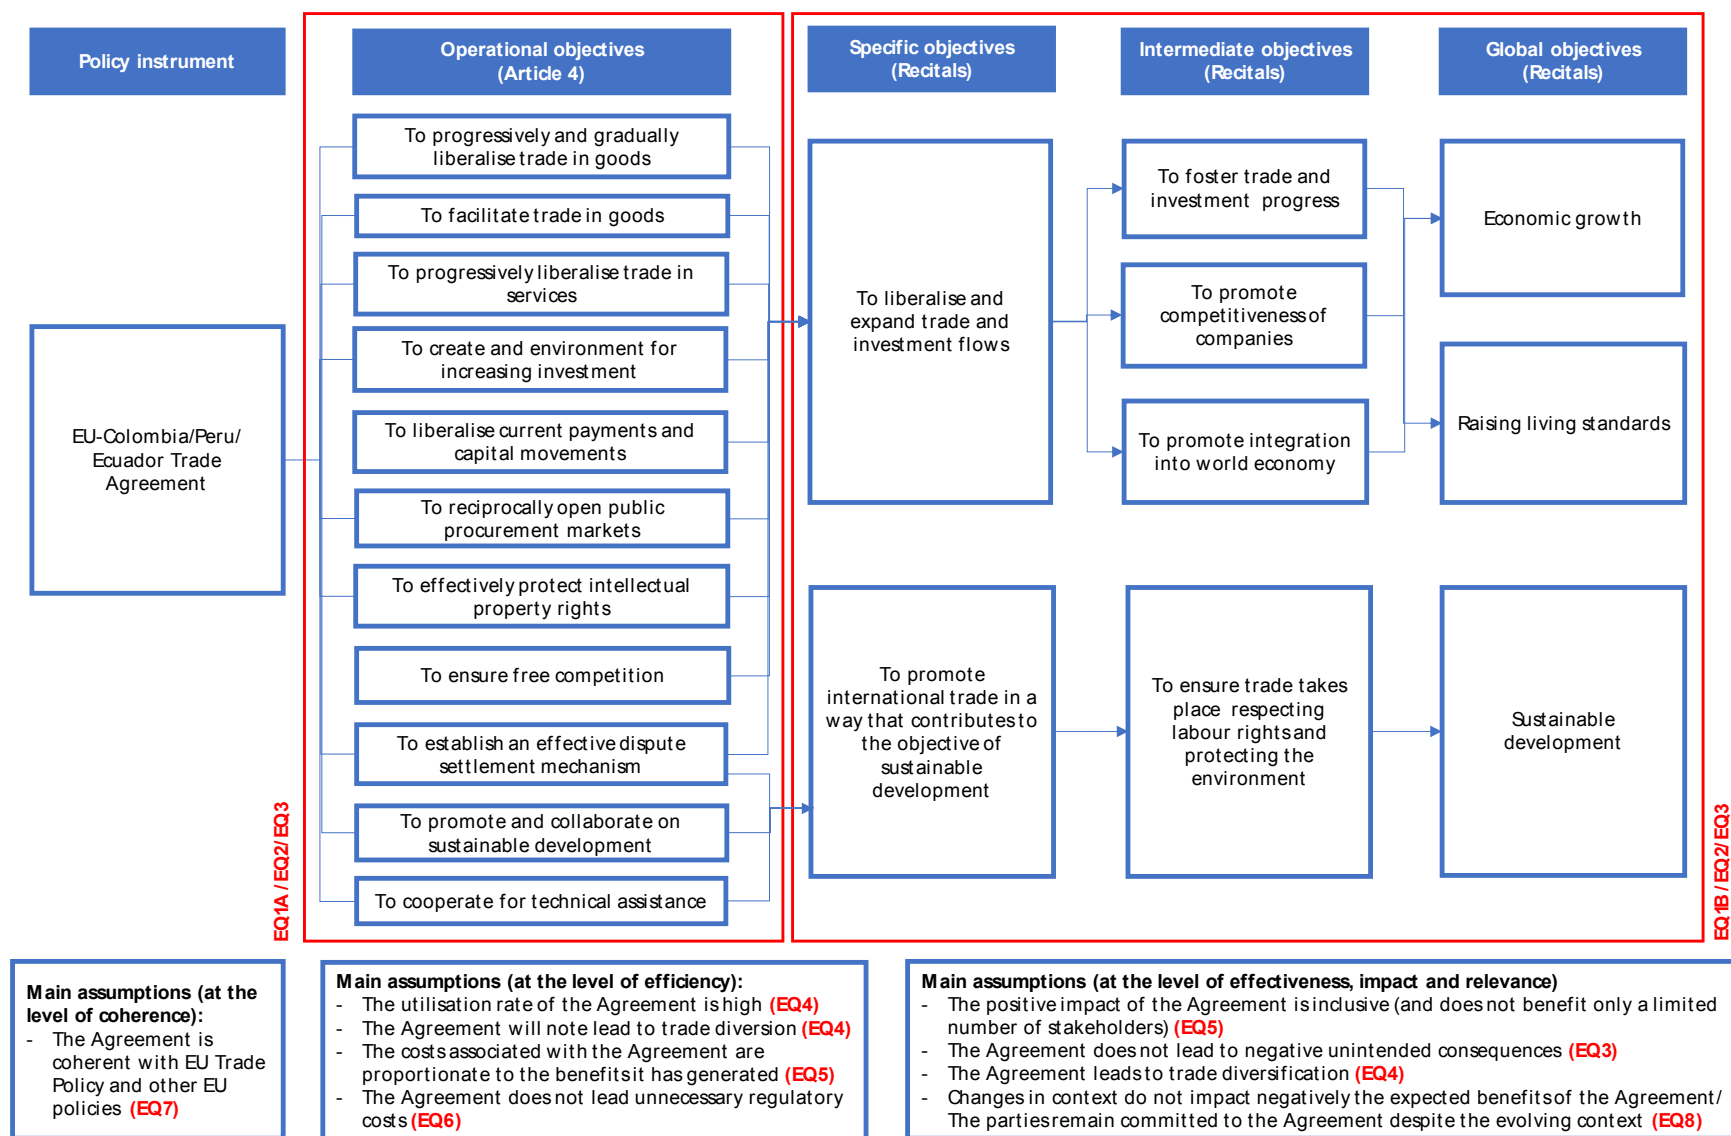 Policy instrument
Operational objectives
(Article 4)
Specific objectives
(Recitals)
Intermediate objectives
(Recitals)
Global objectives
(Recitals)
EU-Colombia/Peru/
Ecuador Trade
Agreement
To progressively and gradually
liberalise trade in goods
To facilitate trade in goods
To progressively liberalise trade in
services
To create and environment for
increasing investment
To liberalise current payments and
capital movements
To reciprocally open public
procurement markets
To effectively protect intellectual
property rights
To ensure free competition
To establish an effective dispute
settlement mechanism
To promote and collaborate on
sustainable development
To cooperate for technical assistance
EQ1A / EQ2/ EQ3
To liberalise and
expand trade and
investment flows
To promote
international trade in a
way that contributes to
the objective of
sustainable
development
To foster trade and
investment progress
To promote
competitiveness of
companies
To promote integration
into world economy
To ensure trade takes
place respecting
labour rights and
protecting the
environment
Economic growth
Raising living standards
Sustainable
development
EQ1B / EQ2/ EQ3
Main assumptions (at the
level of coherence):
- The Agreement is
coherent with EU Trade
Policy and other EU
policies (EQ7)
Main assumptions (at the level of efficiency):
- The utilisation rate of the Agreement is high (EQ4)
- The Agreement will note lead to trade diversion (EQ4)
- The costs associated with the Agreement are
proportionate to the benefits it has generated (EQ5)
- The Agreement does not lead unnecessary regulatory
costs (EQ6)
Main assumptions (at the level of effectiveness, impact and relevance)
- The positive impact of the Agreement is inclusive (and does not benefit only a limited
number of stakeholders) (EQ5)
- The Agreement does not lead to negative unintended consequences (EQ3)
- The Agreement leads to trade diversification (EQ4)
- Changes in context do not impact negatively the expected benefits of the Agreement/
The parties remain committed to the Agreement despite the evolving context (EQ8)